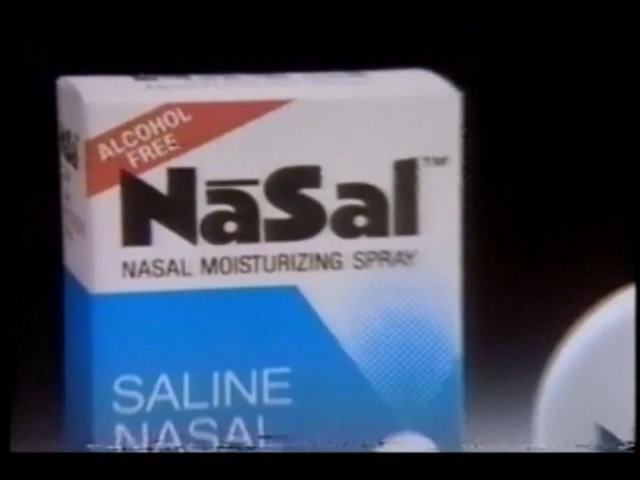 ALCOHOL
FREE
NāSal™
NASAL MOISTURIZING SPRAY
SALINE
NASAL